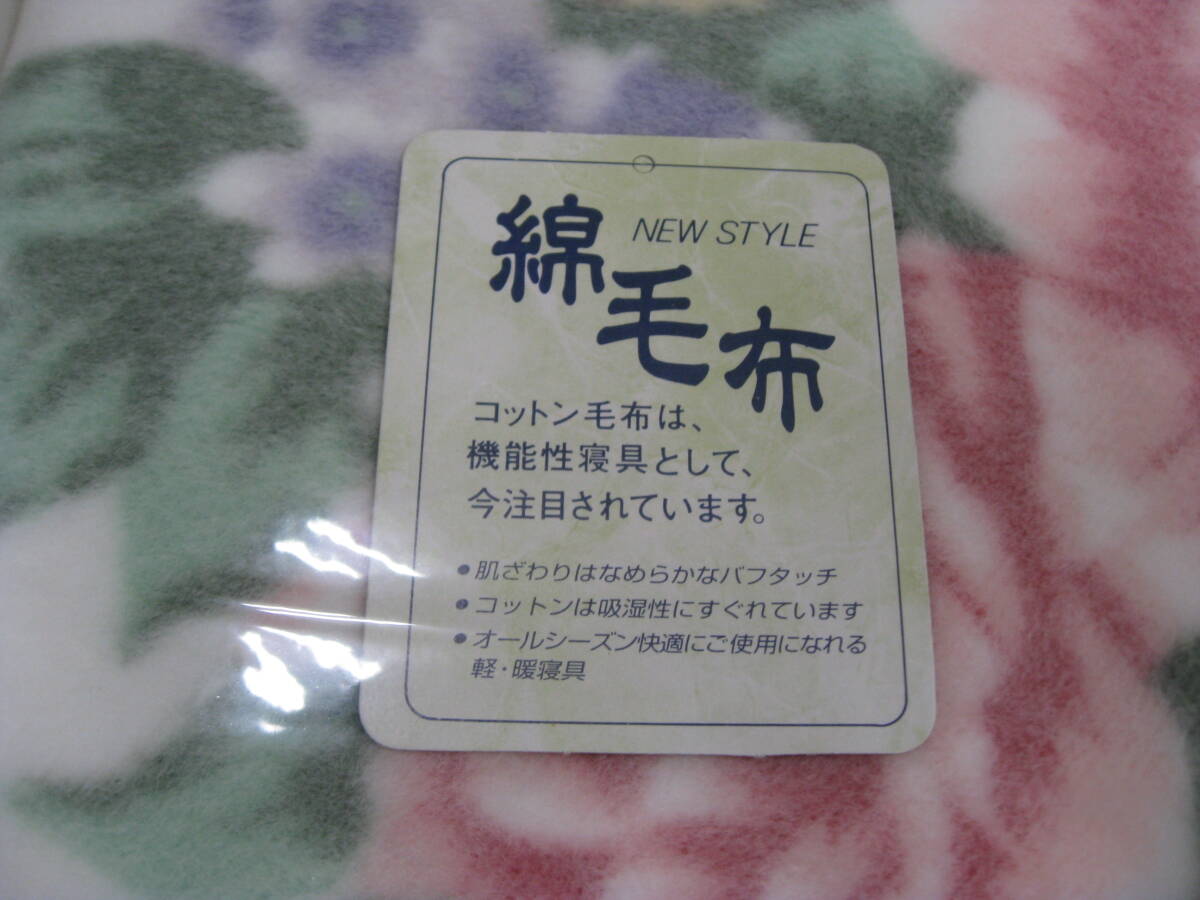 綿毛布
NEW STYLE
コットン毛布は、
機能性寝具として、
今注目されています。
●肌ざわりはなめらかなバフタッチ
●コットンは吸湿性にすぐれています
●オールシーズン快適にご使用になれる
軽・暖寝具